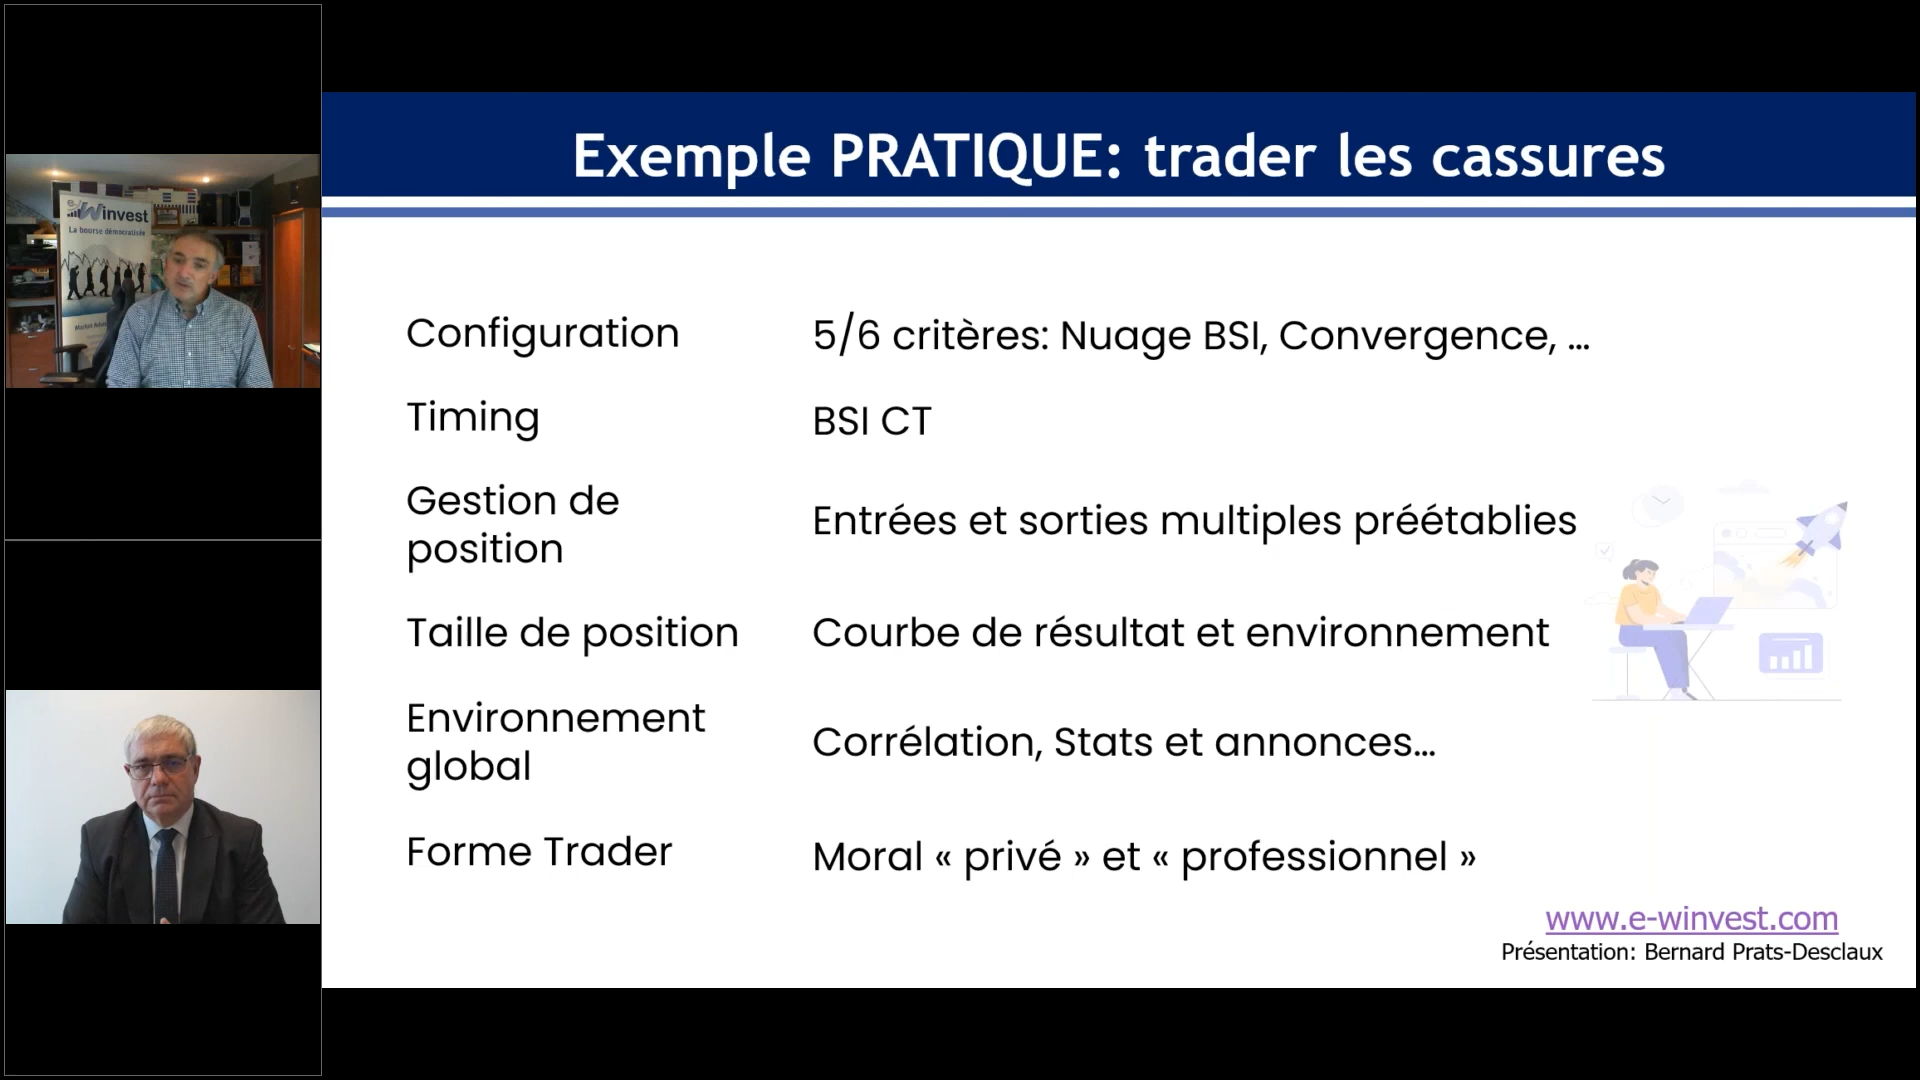 Exemple PRATIQUE: trader les cassures
Configuration
5/6 critères: Nuage BSI, Convergence, ...
Timing
BSI CT
Gestion de
position
Entrées et sorties multiples préétablies
Taille de position
Courbe de résultat et environnement
Environnement
global
Corrélation, Stats et annonces...
Forme Trader
Moral « privé » et « professionnel »
www.e-winvest.com
Présentation: Bernard Prats-Desclaux
e-Winvest
La bourse démocratisée